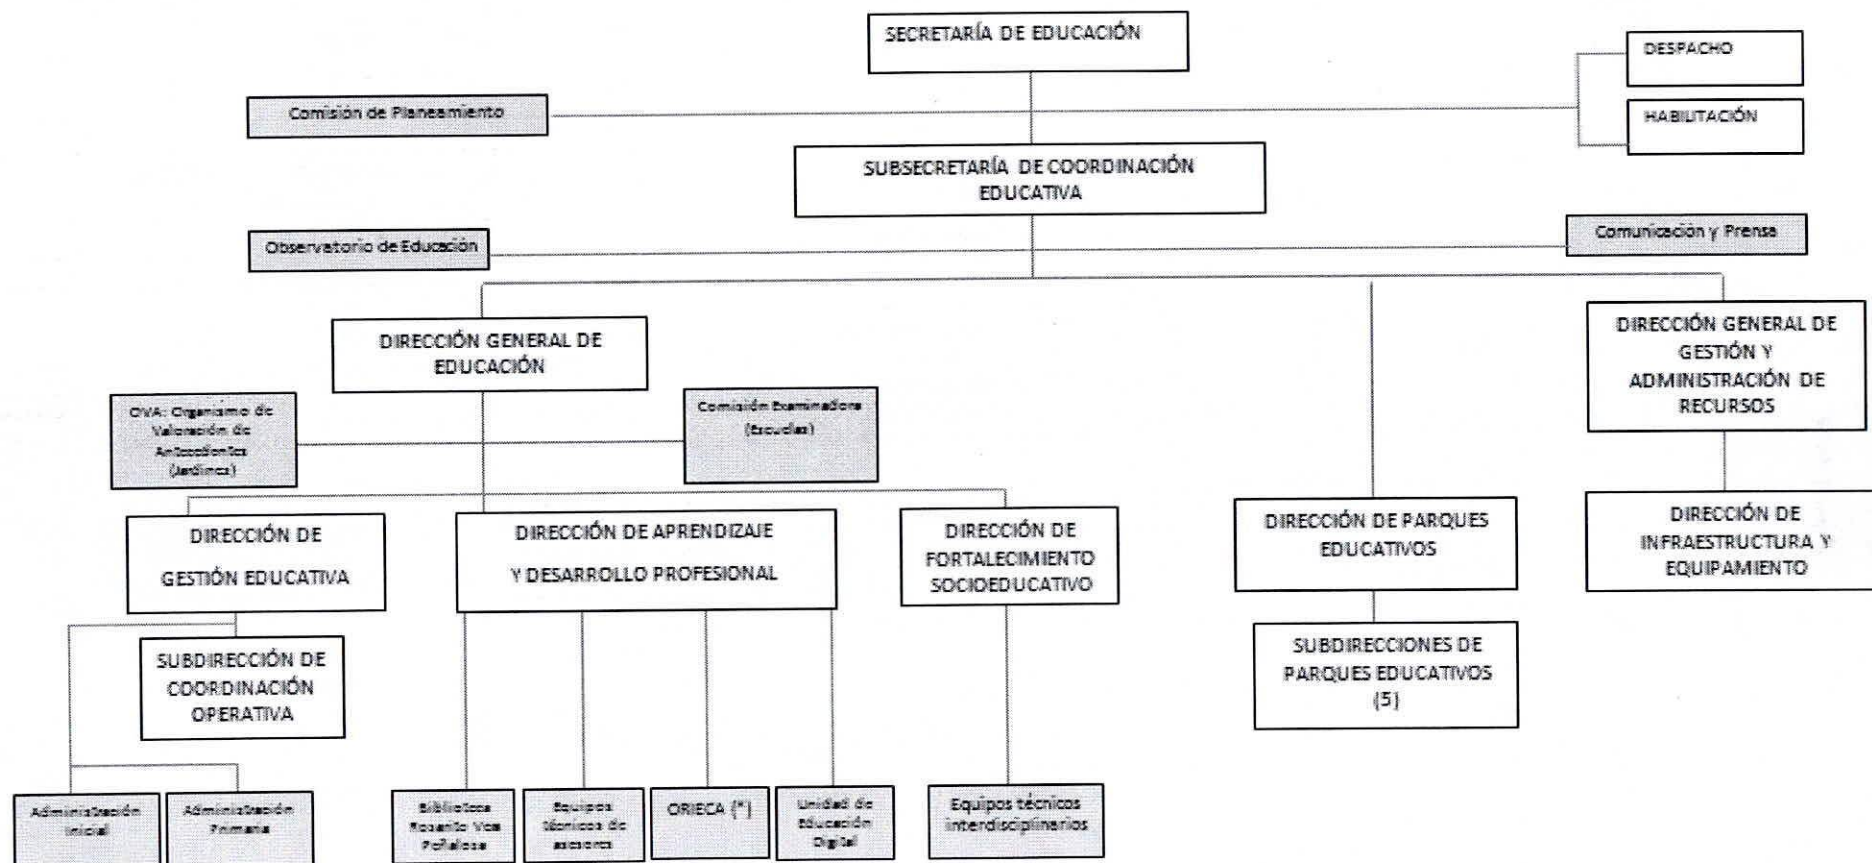 SECRETARÍA DE EDUCACIÓN
DESPACHO
Comisión de Planeamiento
HABILITACIÓN
SUBSECRETARÍA DE COORDINACIÓN
EDUCATIVA
Observatorio de Educación
Comunicación y Prensa
DIRECCIÓN GENERAL DE
EDUCACIÓN
DIRECCIÓN GENERAL DE
GESTIÓN Y
ADMINISTRACIÓN DE
RECURSOS
OVA: Organismo de
Valoración de
Antecedentes
(Jardines)
Comisión Examinadora
(Escuelas)
DIRECCIÓN DE
GESTIÓN EDUCATIVA
DIRECCIÓN DE APRENDIZAJE
Y DESARROLLO PROFESIONAL
DIRECCIÓN DE
FORTALECIMIENTO
SOCIOEDUCATIVO
DIRECCIÓN DE PARQUES
EDUCATIVOS
DIRECCIÓN DE
INFRAESTRUCTURA Y
EQUIPAMIENTO
SUBDIRECCIÓN DE
COORDINACIÓN
OPERATIVA
SUBDIRECCIONES DE
PARQUES EDUCATIVOS
(5)
Administración
Inicial
Administración
Primaria
Biblioteca
Rosarito Vera
Peñaloza
Equipos
técnicos de
asesores
ORIECA (*)
Unidad de
Educación
Digital
Equipos técnicos
interdisciplinarios